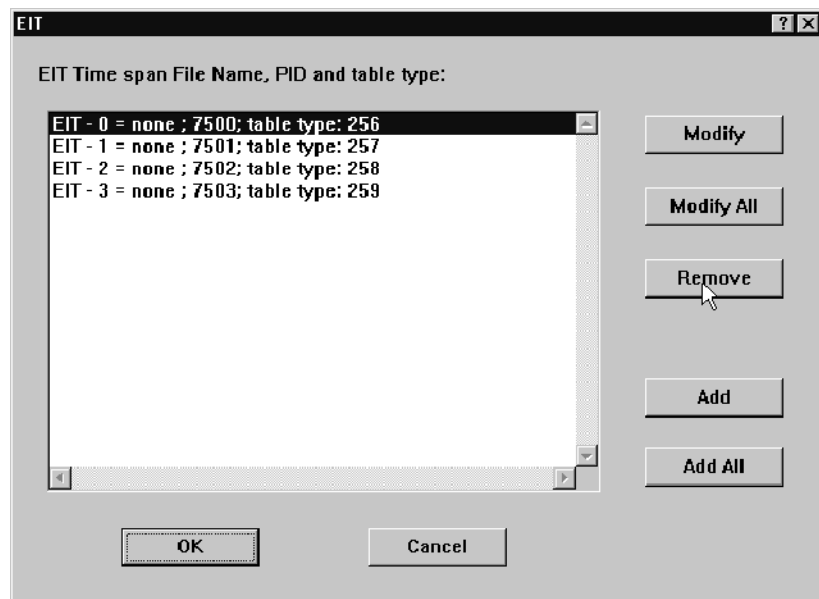 EIT
EIT Time span File Name, PID and table type:
EIT - 0 = none ; 7500; table type: 256
EIT - 1 = none ; 7501; table type: 257
EIT - 2 = none ; 7502; table type: 258
EIT - 3 = none ; 7503; table type: 259
Modify
Modify All
Remove
Add
Add All
OK
Cancel